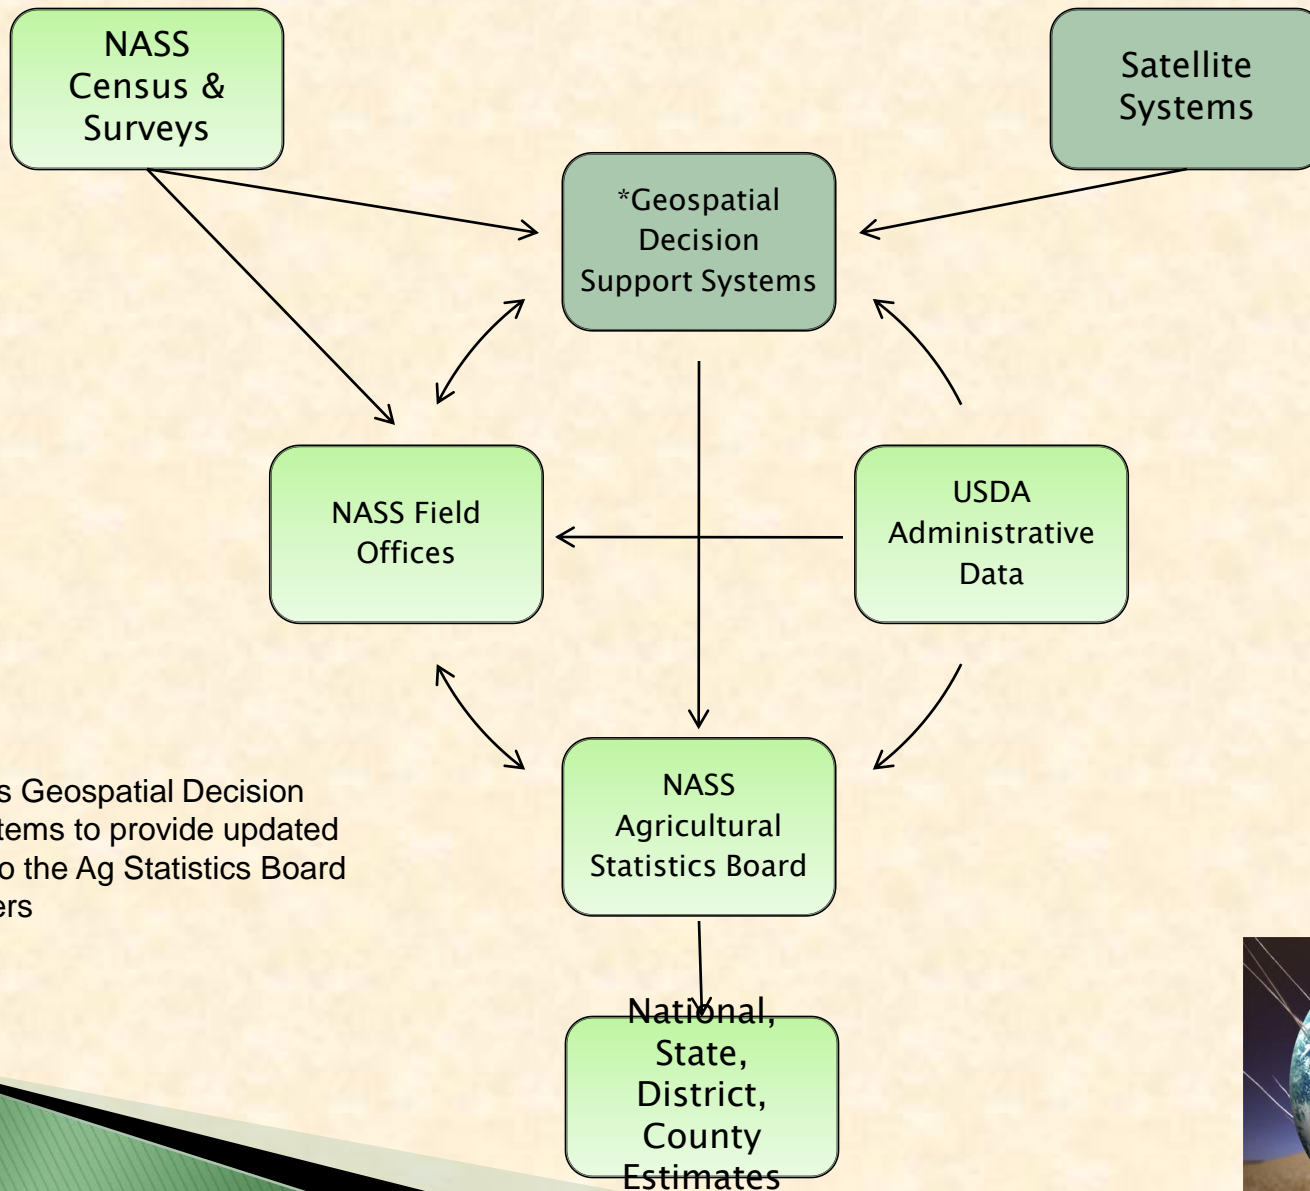 NASS
Census &
Surveys
Satellite
Systems
*Geospatial
Decision
Support Systems
NASS Field
Offices
USDA
Administrative
Data
NASS
Agricultural
Statistics Board
s Geospatial Decision
tems to provide updated
o the Ag Statistics Board
ers
National,
State,
District,
County
Estimates